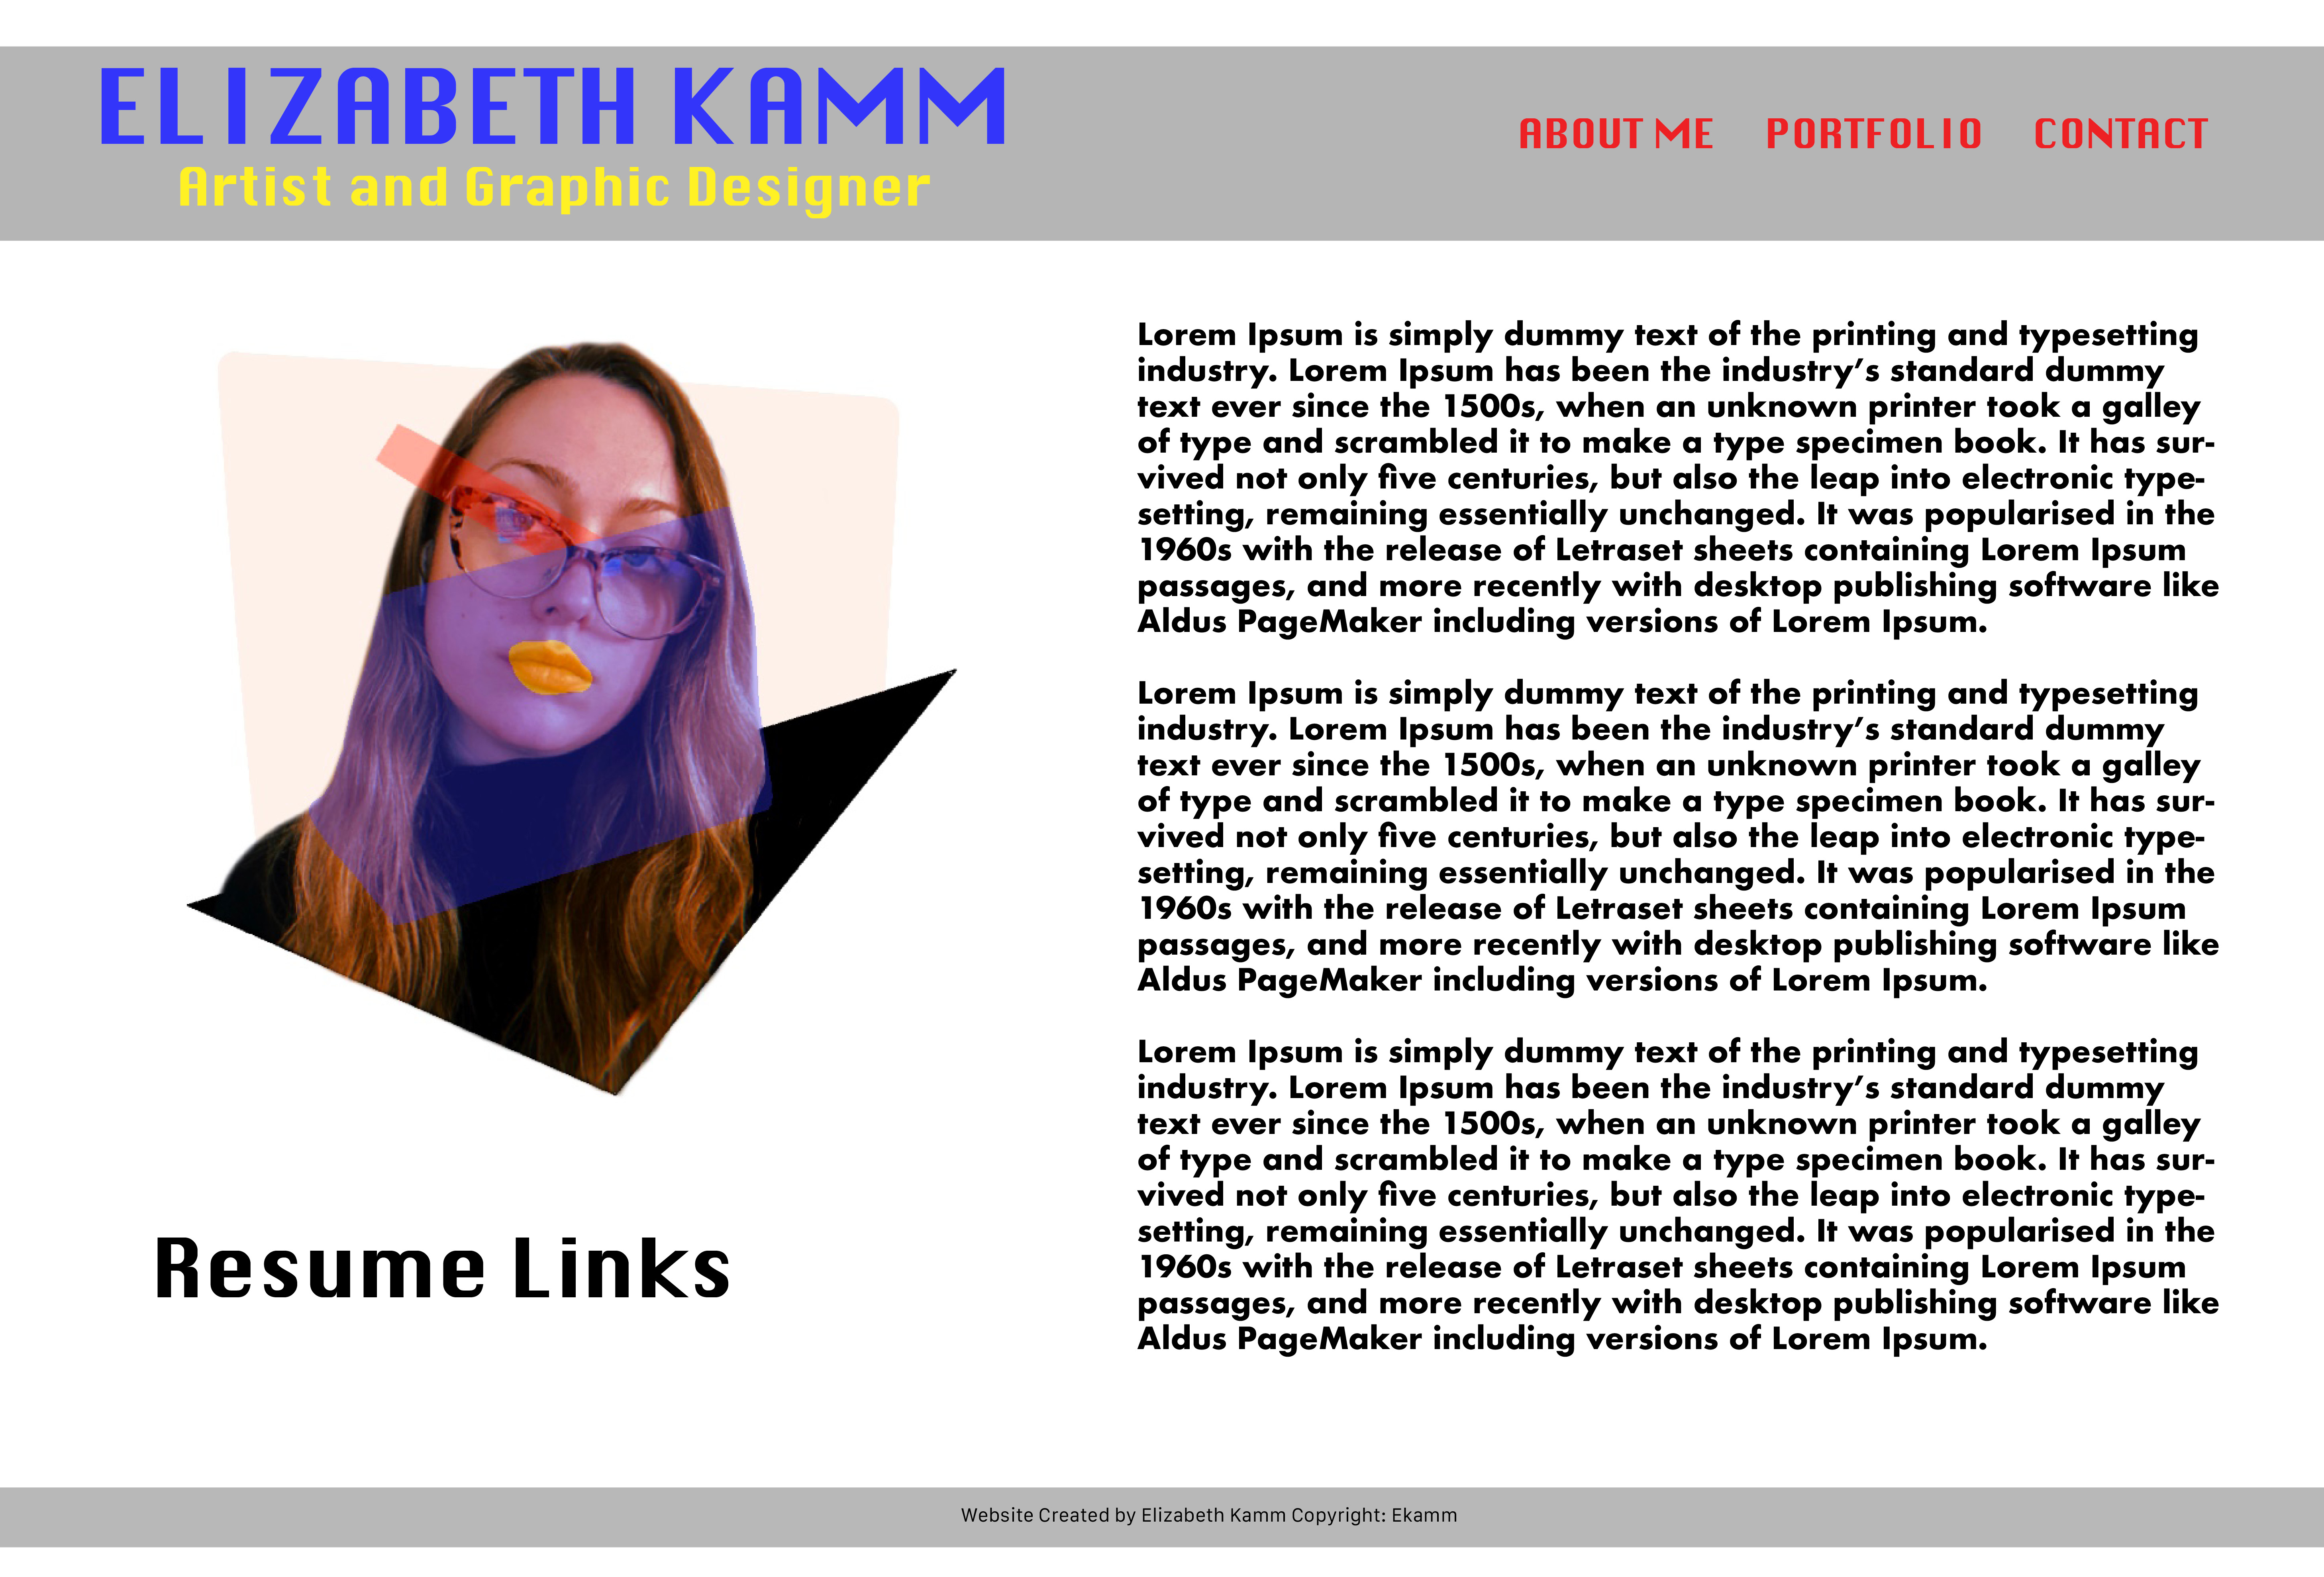 ELIZABETH KAMM
Artist and Graphic Designer
ABOUT ME PORTFOLIO CONTACT
Lorem Ipsum is simply dummy text of the printing and typesetting
industry. Lorem Ipsum has been the industry’s standard dummy
text ever since the 1500s, when an unknown printer took a galley
of type and scrambled it to make a type specimen book. It has sur-
vived not only five centuries, but also the leap into electronic type-
setting, remaining essentially unchanged. It was popularised in the
1960s with the release of Letraset sheets containing Lorem Ipsum
passages, and more recently with desktop publishing software like
Aldus PageMaker including versions of Lorem Ipsum.
Lorem Ipsum is simply dummy text of the printing and typesetting
industry. Lorem Ipsum has been the industry’s standard dummy
text ever since the 1500s, when an unknown printer took a galley
of type and scrambled it to make a type specimen book. It has sur-
vived not only five centuries, but also the leap into electronic type-
setting, remaining essentially unchanged. It was popularised in the
1960s with the release of Letraset sheets containing Lorem Ipsum
passages, and more recently with desktop publishing software like
Aldus PageMaker including versions of Lorem Ipsum.
Lorem Ipsum is simply dummy text of the printing and typesetting
industry. Lorem Ipsum has been the industry’s standard dummy
text ever since the 1500s, when an unknown printer took a galley
of type and scrambled it to make a type specimen book. It has sur-
vived not only five centuries, but also the leap into electronic type-
setting, remaining essentially unchanged. It was popularised in the
1960s with the release of Letraset sheets containing Lorem Ipsum
passages, and more recently with desktop publishing software like
Aldus PageMaker including versions of Lorem Ipsum.
Resume Links
Website Created by Elizabeth Kamm Copyright: Ekamm